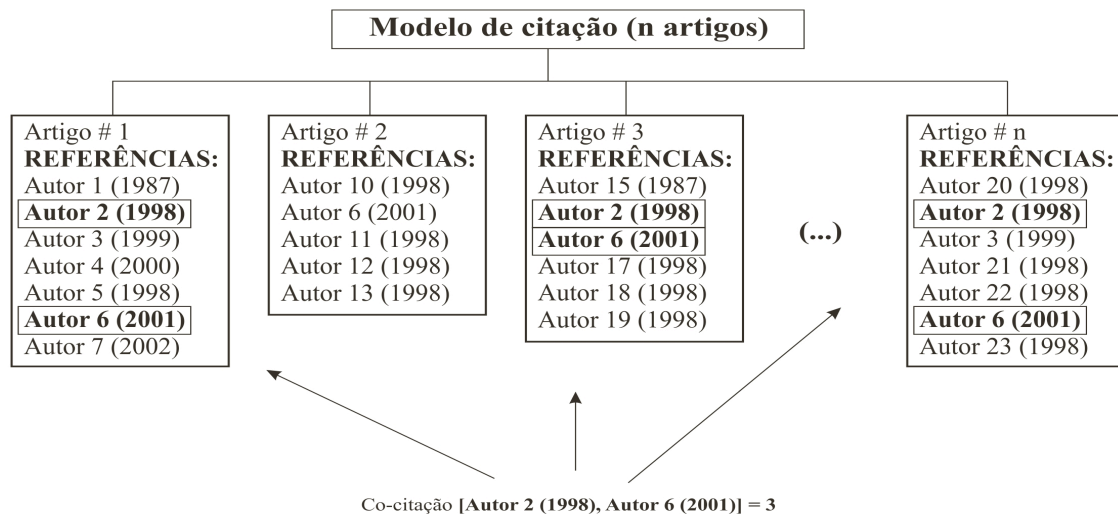 Modelo de citação (n artigos)
Artigo # 1
REFERÊNCIAS:
Autor 1 (1987)
Autor 2 (1998)
Autor 3 (1999)
Autor 4 (2000)
Autor 5 (1998)
Autor 6 (2001)
Autor 7 (2002)
Artigo # 2
REFERÊNCIAS:
Autor 10 (1998)
Autor 6 (2001)
Autor 11 (1998)
Autor 12 (1998)
Autor 13 (1998)
Artigo # 3
REFERÊNCIAS:
Autor 15 (1987)
Autor 2 (1998)
Autor 6 (2001)
Autor 17 (1998)
Autor 18 (1998)
Autor 19 (1998)
(...)
Artigo # n
REFERÊNCIAS:
Autor 20 (1998)
Autor 2 (1998)
Autor 3 (1999)
Autor 21 (1998)
Autor 22 (1998)
Autor 6 (2001)
Autor 23 (1998)
Co-citação [Autor 2 (1998), Autor 6 (2001)] = 3